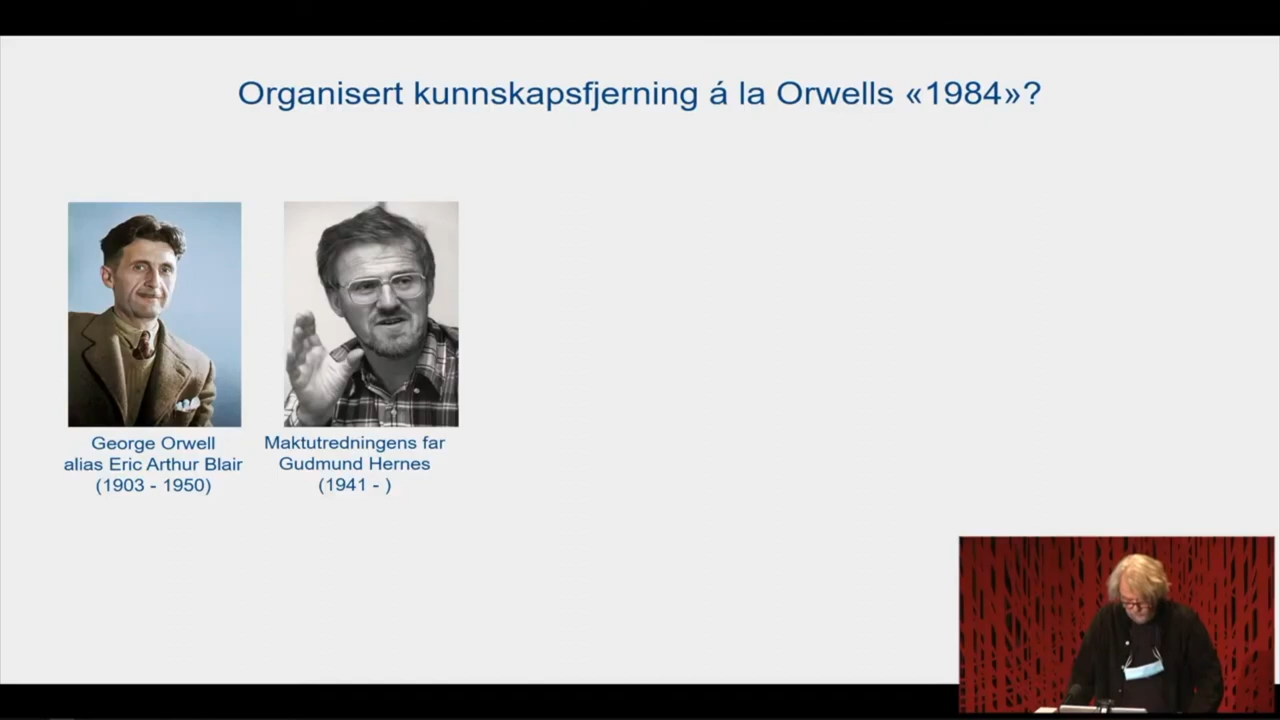 Organisert kunnskapsfjerning á la Orwells «1984»?
George Orwell
alias Eric Arthur Blair
(1903 - 1950)
Maktutredningens far
Gudmund Hernes
(1941 - )